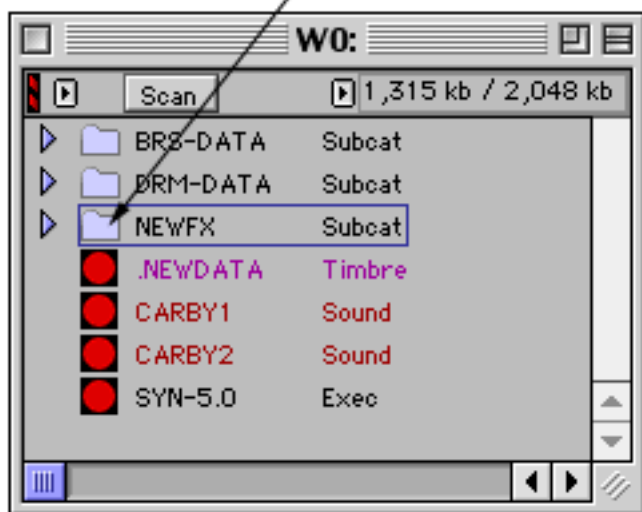 W0:
Scan 1,315 kb / 2,048 kb
BRS-DATA Subcat
DRM-DATA Subcat
NEWFX Subcat
.NEWDATA Timbre
CARBY1 Sound
CARBY2 Sound
SYN-5.0 Exec